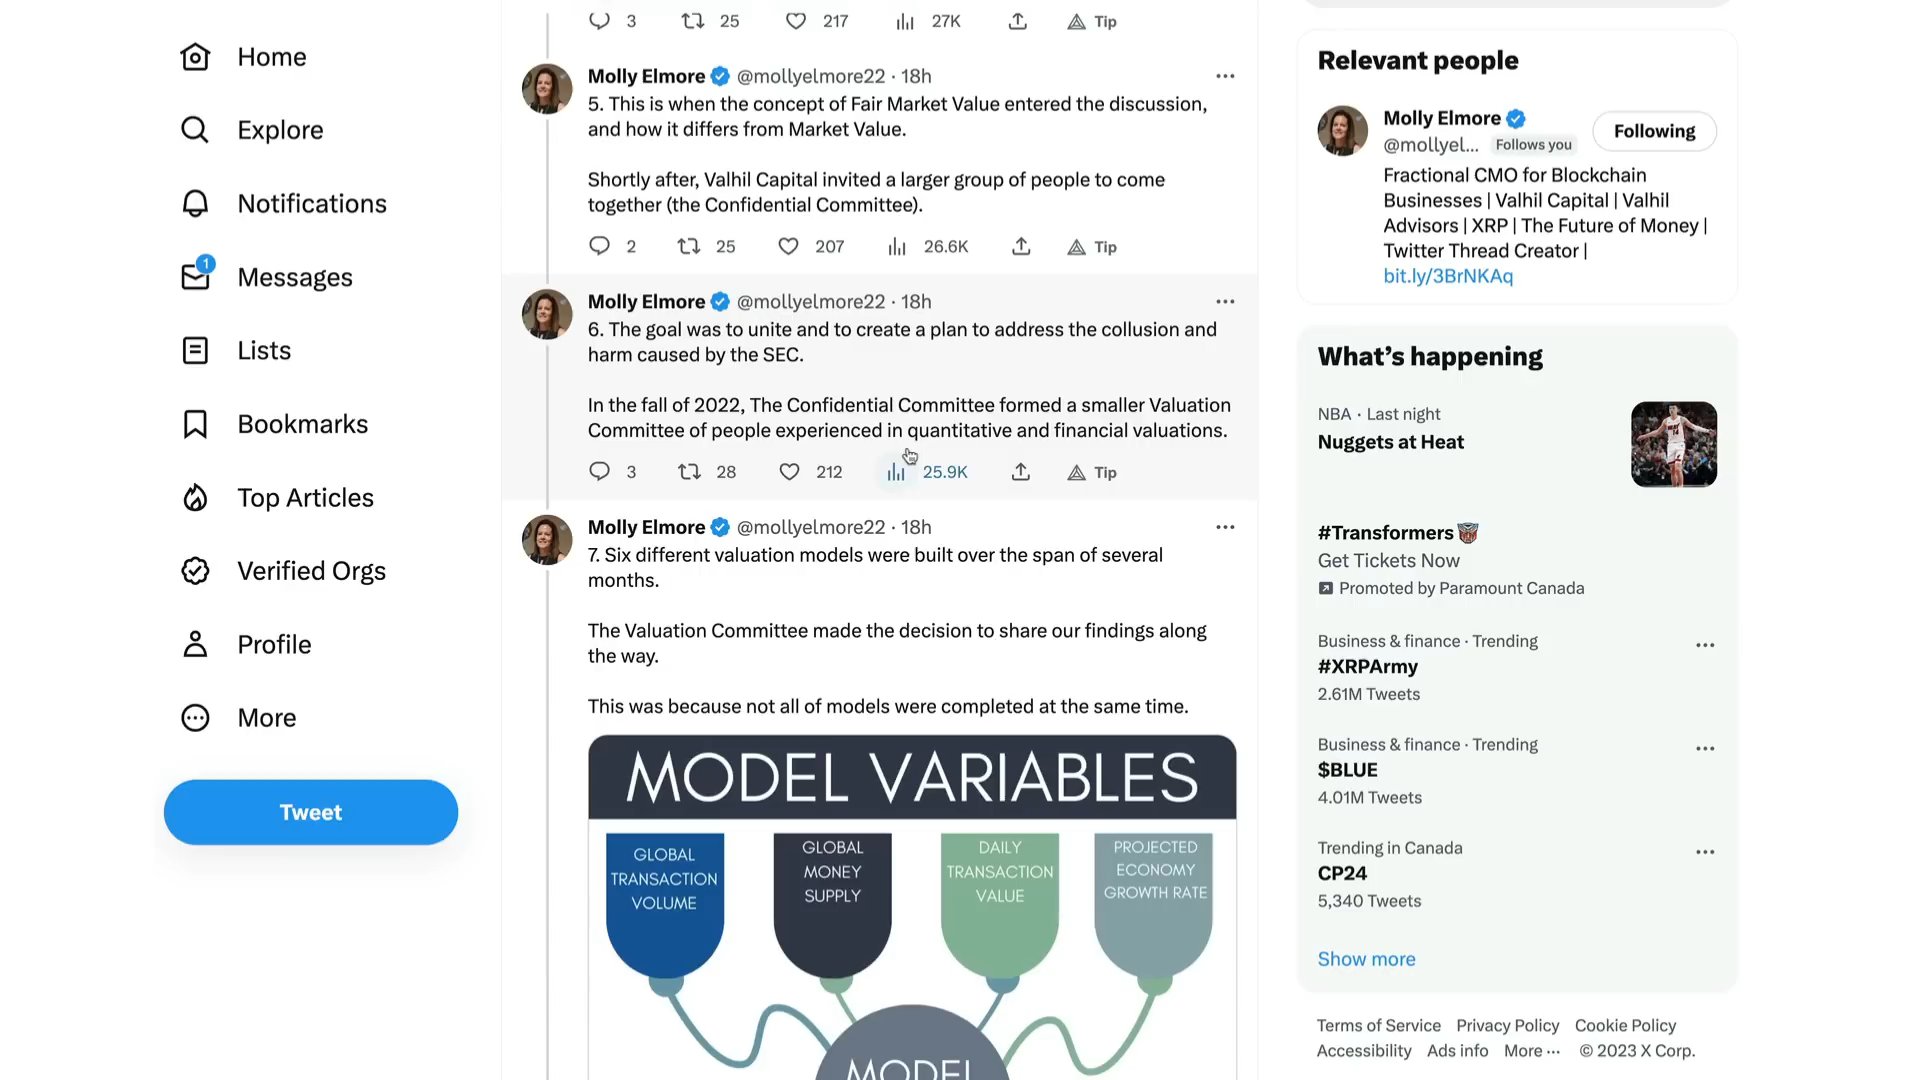 Home
Explore
Notifications
1
Messages
Lists
Bookmarks
Top Articles
Verified Orgs
Profile
More
Tweet
3 25 217 27K Tip
Molly Elmore @mollyelmore22 · 18h
5. This is when the concept of Fair Market Value entered the discussion,
and how it differs from Market Value.
Shortly after, Valhil Capital invited a larger group of people to come
together (the Confidential Committee).
2 25 207 26.6K Tip
Molly Elmore @mollyelmore22 · 18h
6. The goal was to unite and to create a plan to address the collusion and
harm caused by the SEC.
In the fall of 2022, The Confidential Committee formed a smaller Valuation
Committee of people experienced in quantitative and financial valuations.
3 28 212 25.9K Tip
Molly Elmore @mollyelmore22 · 18h
7. Six different valuation models were built over the span of several
months.
The Valuation Committee made the decision to share our findings along
the way.
This was because not all of models were completed at the same time.
MODEL VARIABLES
GLOBAL
TRANSACTION
VOLUME
GLOBAL
MONEY
SUPPLY
DAILY
TRANSACTION
VALUE
PROJECTED
ECONOMY
GROWTH RATE
MODEL
Relevant people
Molly Elmore
@mollyel... Follows you
Following
Fractional CMO for Blockchain
Businesses | Valhil Capital | Valhil
Advisors | XRP | The Future of Money |
Twitter Thread Creator |
bit.ly/3BrNKAq
What's happening
NBA · Last night
Nuggets at Heat
#Transformers
Get Tickets Now
Promoted by Paramount Canada
Business & finance · Trending
#XRPArmy
2.61M Tweets
Business & finance · Trending
$BLUE
4.01M Tweets
Trending in Canada
CP24
5,340 Tweets
Show more
Terms of Service Privacy Policy Cookie Policy
Accessibility Ads info More ··· © 2023 X Corp.